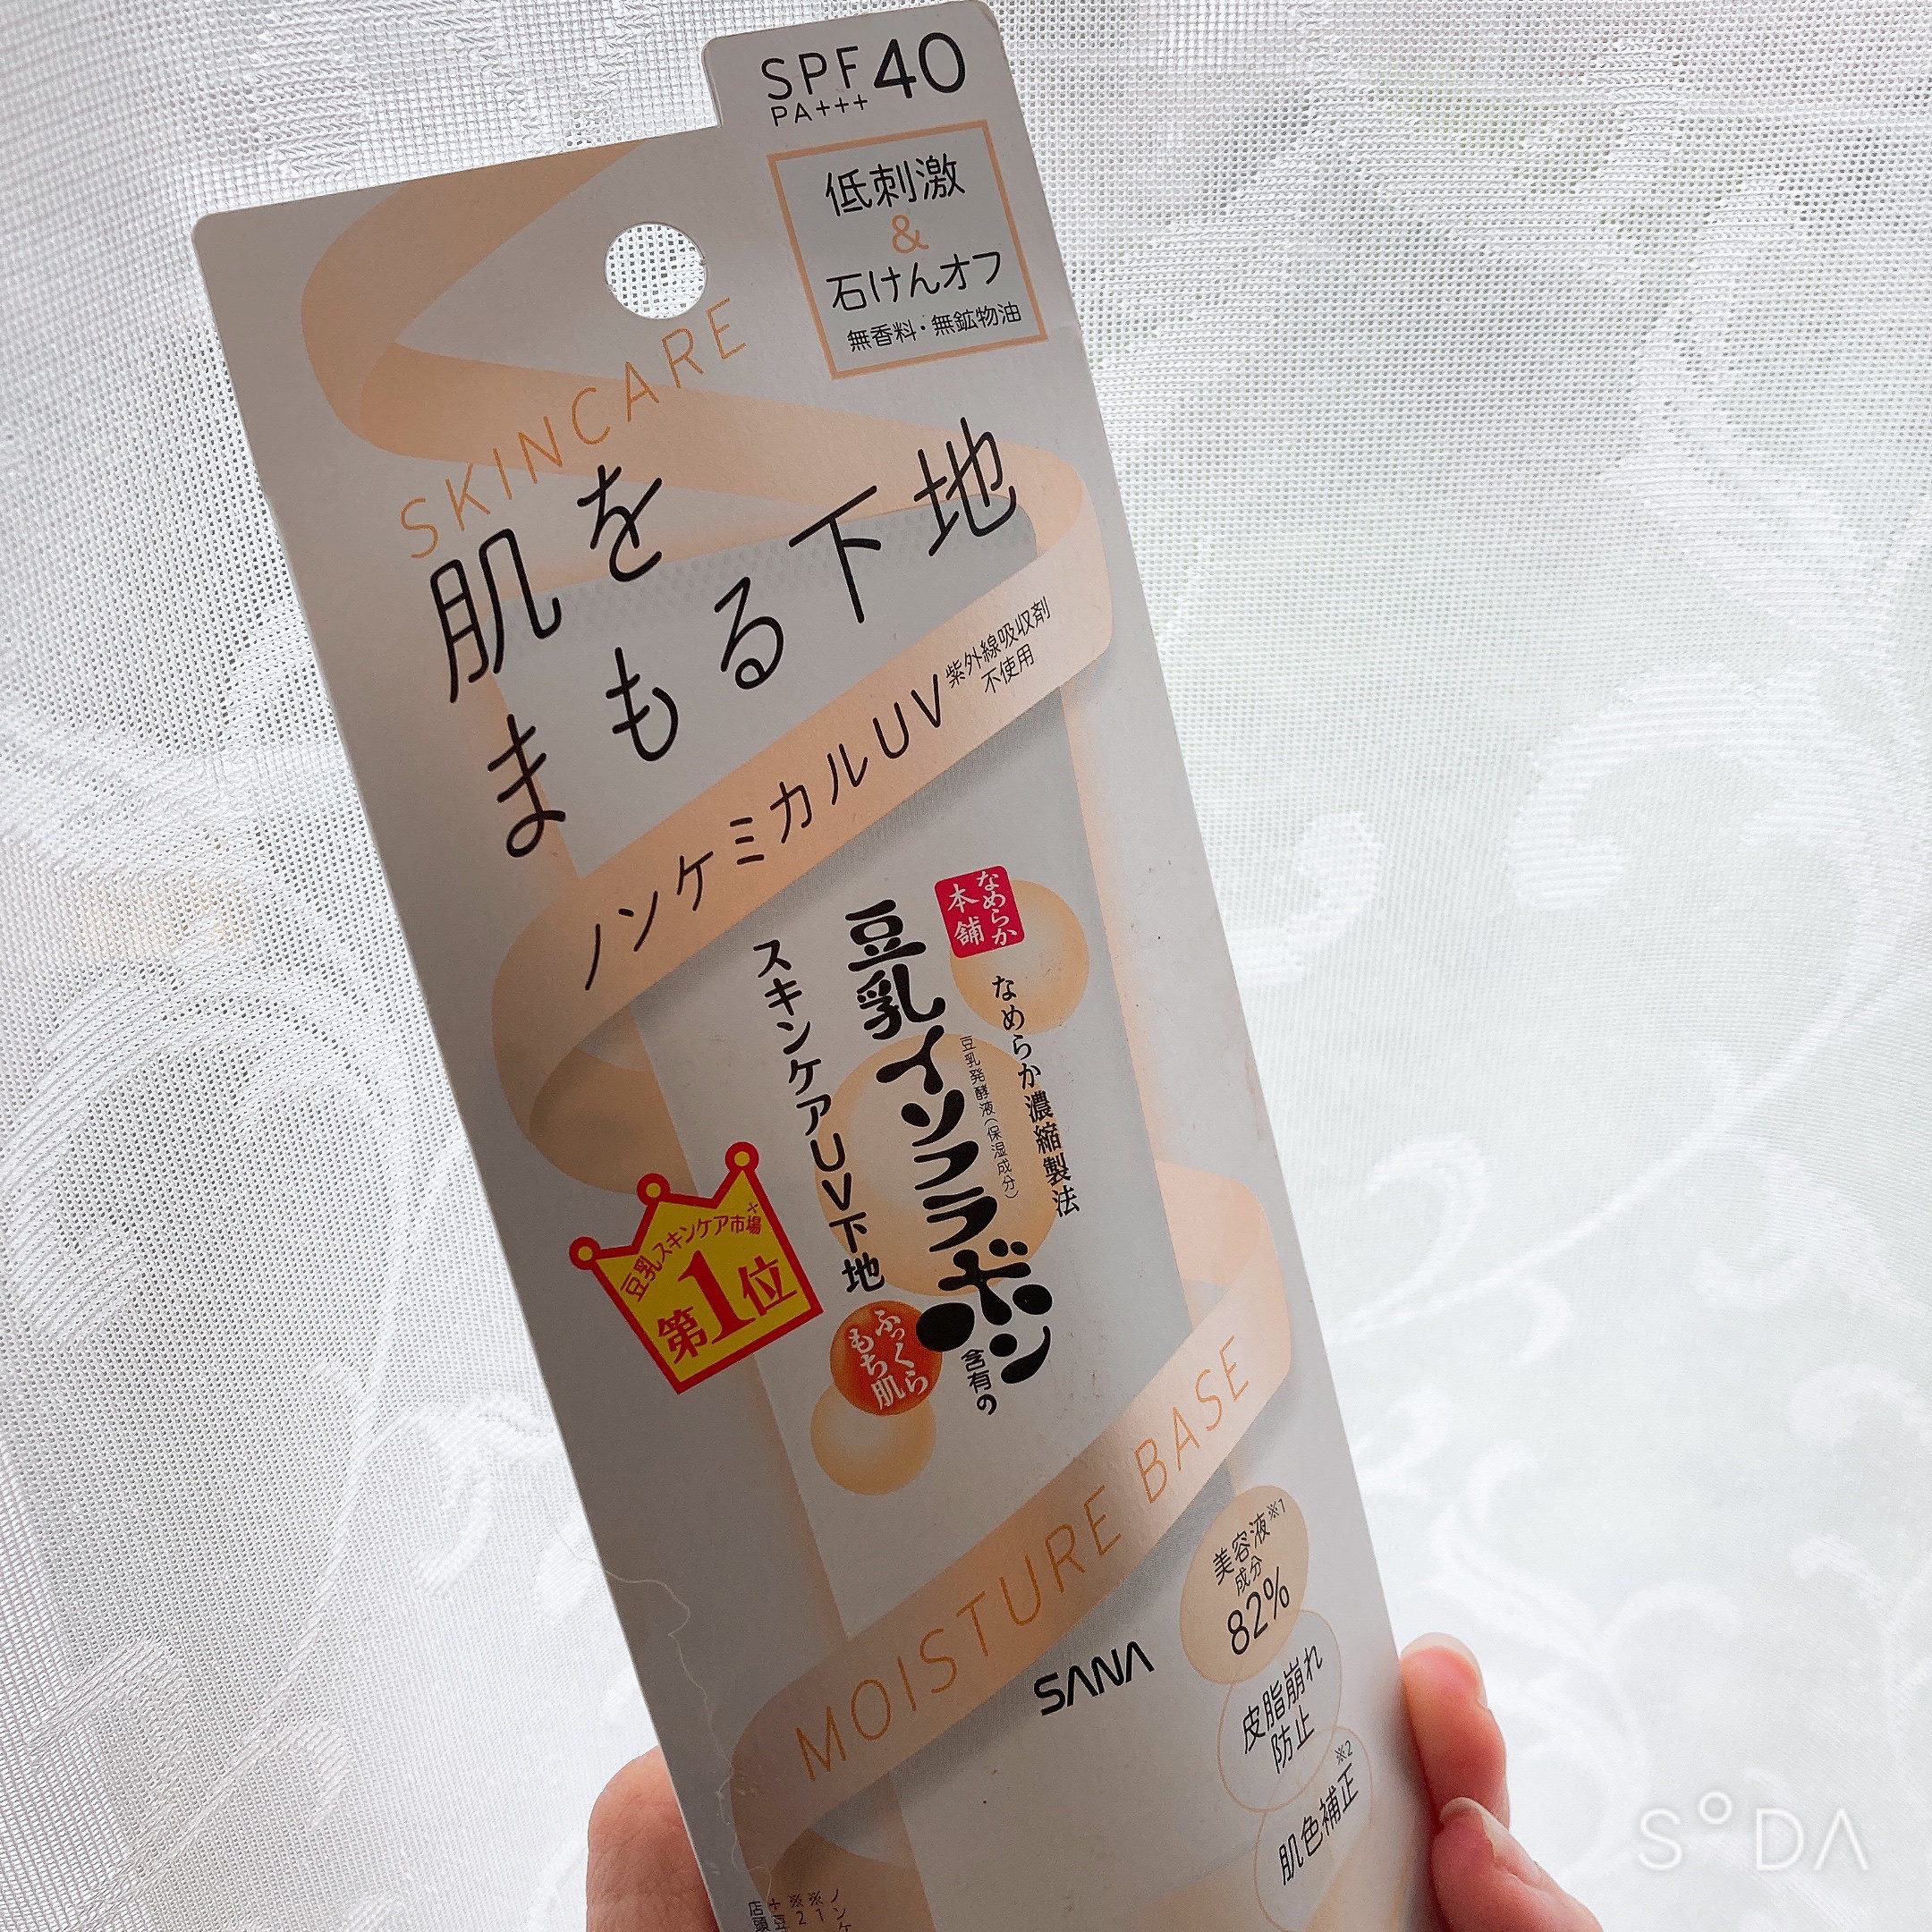 SPF40
PA+++
低刺激
&
石けんオフ
無香料・無鉱物油
SKINCARE
肌を
まもる下地
ノンケミカルUV
紫外線吸収剤
不使用
なめらか
本舗
なめらか濃縮製法
豆乳発酵液(保湿成分)
豆乳イソフラボン
含有の
スキンケアUV下地
ふっくら
もち肌
豆乳スキンケア市場+
第1位
MOISTURE BASE
SANA
美容液※1
成分
82%
皮脂崩れ
防止
※2
肌色補正
SODA